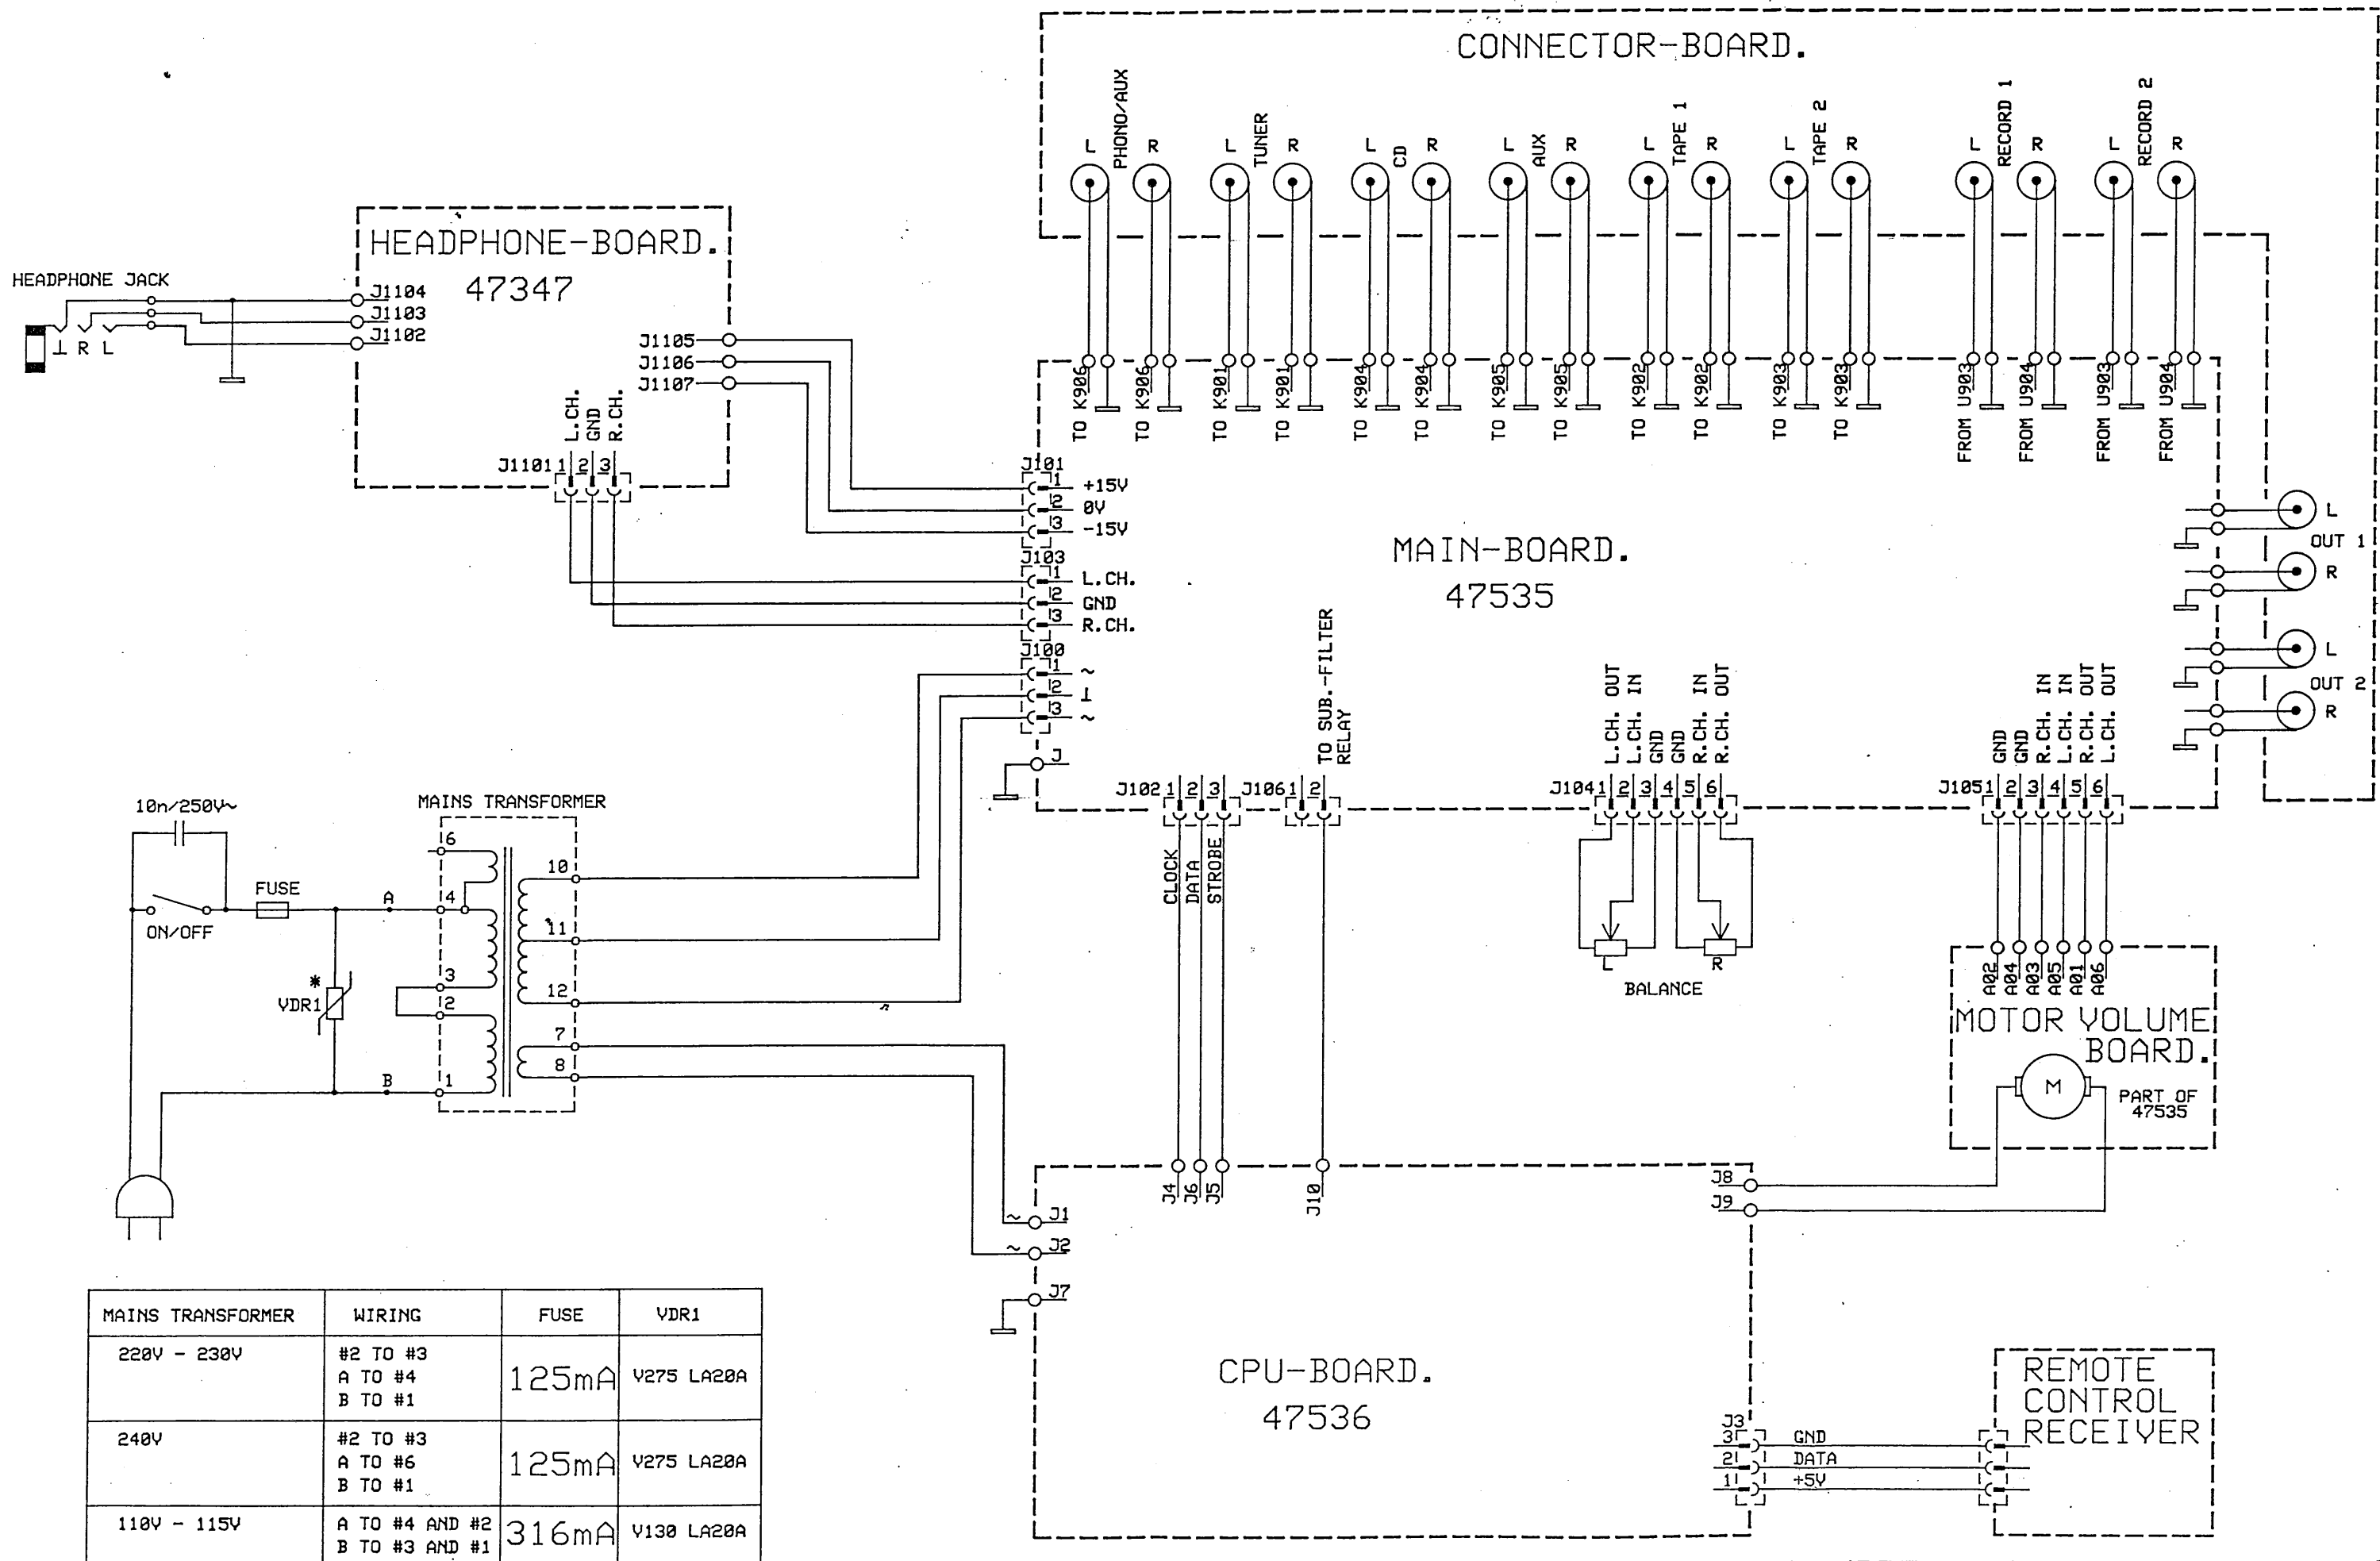 CONNECTOR-BOARD.
L
PHONO/AUX
R
L
TUNER
R
L
CD
R
L
AUX
R
L
TAPE 1
R
L
TAPE 2
R
L
RECORD 1
R
L
RECORD 2
R
TO K906
TO K906
TO K901
TO K901
TO K904
TO K904
TO K905
TO K905
TO K902
TO K902
TO K903
TO K903
FROM U903
FROM U904
FROM U903
FROM U904
HEADPHONE-BOARD.
47347
HEADPHONE JACK
⊥ R L
J1104
J1103
J1102
J1105
J1106
J1107
L.CH.
GND
R.CH.
J1101 1 2 3
J101
1 +15V
2 0V
3 -15V
J103
1 L.CH.
2 GND
3 R.CH.
J100
1 ~
2 ⊥
3 ~
J
MAIN-BOARD.
47535
L
OUT 1
R
L
OUT 2
R
TO SUB.-FILTER
RELAY
L.CH. OUT
L.CH. IN
GND
GND
R.CH. IN
R.CH. OUT
GND
GND
R.CH. IN
L.CH. IN
R.CH. OUT
L.CH. OUT
J102 1 2 3
J106 1 2
J104 1 2 3 4 5 6
J105 1 2 3 4 5 6
CLOCK
DATA
STROBE
L
R
BALANCE
A02
A04
A03
A05
A01
A06
MOTOR VOLUME
BOARD.
M
PART OF
47535
10n/250V~
ON/OFF
FUSE
A
*
VDR1
B
MAINS TRANSFORMER
6
4
3
2
1
10
11
12
7
8
J4
J6
J5
J10
J8
J9
~ J1
~ J2
J7
CPU-BOARD.
47536
J3
3 GND
2 DATA
1 +5V
REMOTE
CONTROL
RECEIVER
MAINS TRANSFORMER WIRING FUSE VDR1
220V - 230V
#2 TO #3
A TO #4
B TO #1
125mA
V275 LA20A
240V
#2 TO #3
A TO #6
B TO #1
125mA
V275 LA20A
110V - 115V
A TO #4 AND #2
B TO #3 AND #1
316mA
V130 LA20A